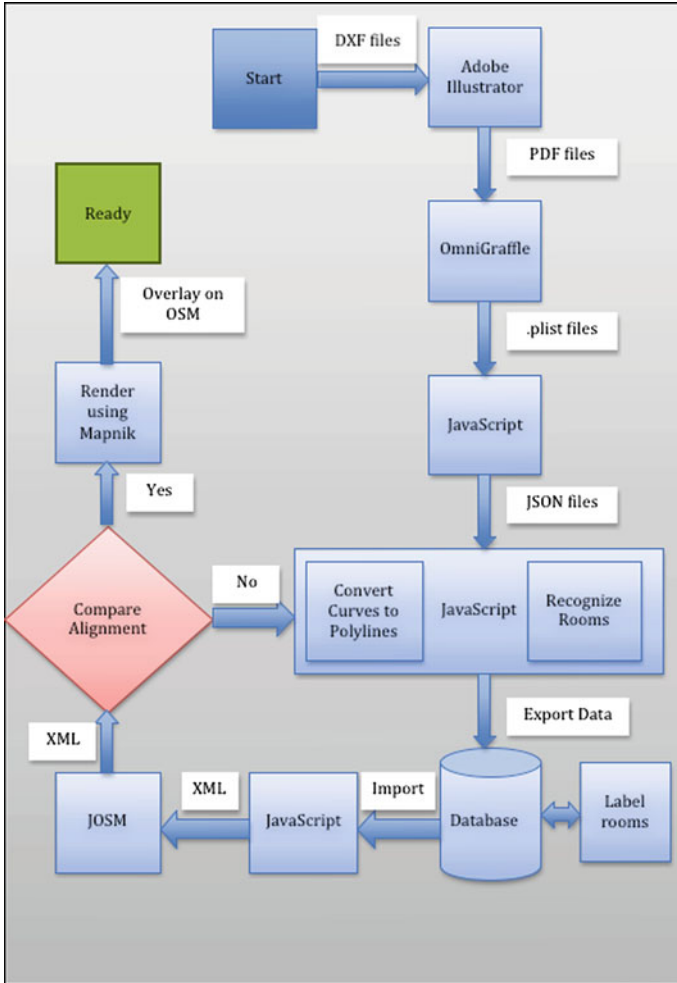 Start
DXF files
Adobe
Illustrator
PDF files
OmniGraffle
.plist files
JavaScript
JSON files
Convert
Curves to
Polylines
JavaScript
Recognize
Rooms
Export Data
Database
Label
rooms
Import
JavaScript
XML
JOSM
XML
Compare
Alignment
No
Yes
Render
using
Mapnik
Overlay on
OSM
Ready